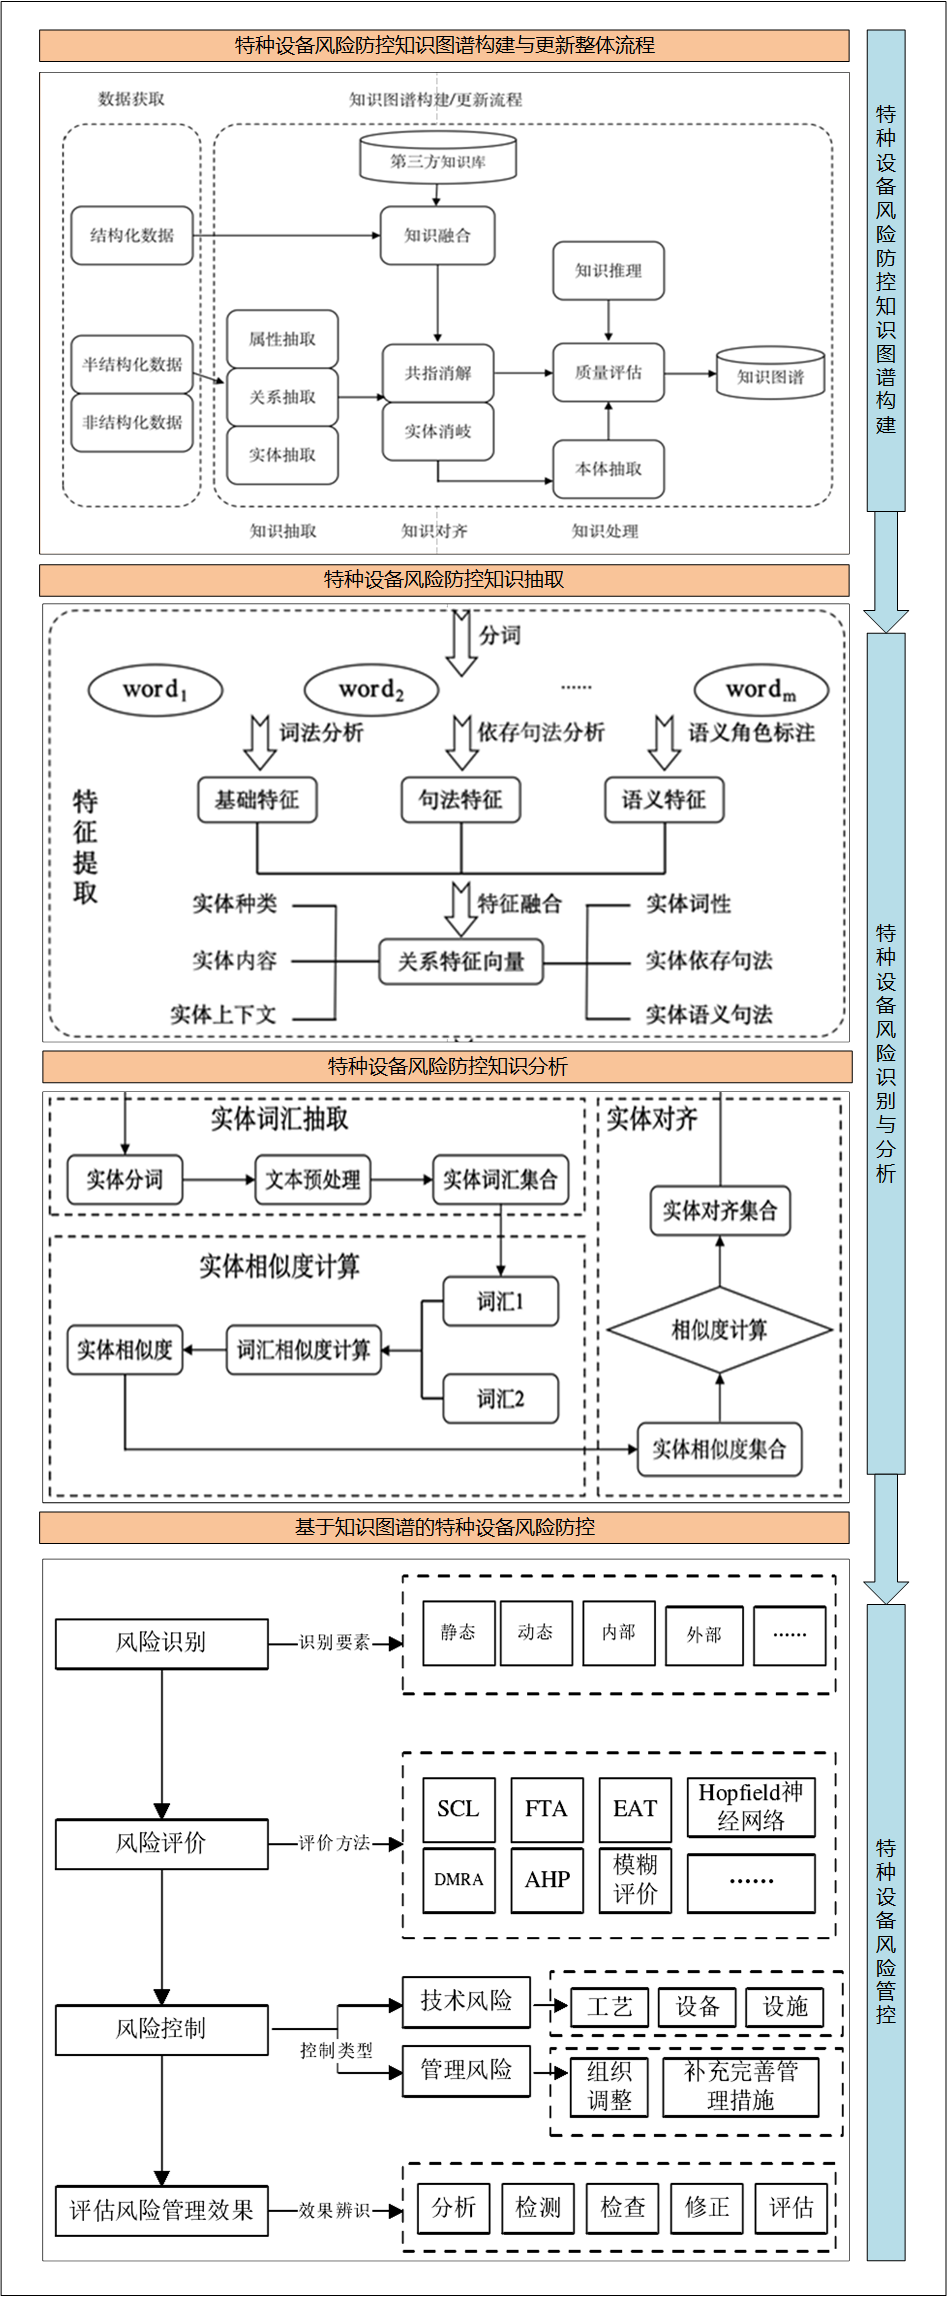 特种设备风险防控知识图谱构建与更新整体流程
数据获取
知识图谱构建/更新流程
第三方知识库
结构化数据
知识融合
知识推理
属性抽取
半结构化数据
共指消解
质量评估
知识图谱
关系抽取
非结构化数据
实体消岐
实体抽取
本体抽取
知识抽取
知识对齐
知识处理
特种设备风险防控知识图谱构建
特种设备风险防控知识抽取
分词
word1
word2
......
wordm
词法分析
依存句法分析
语义角色标注
特征提取
基础特征
句法特征
语义特征
特征融合
实体种类
实体词性
实体内容
关系特征向量
实体依存句法
实体上下文
实体语义句法
特种设备风险识别与分析
特种设备风险防控知识分析
实体词汇抽取
实体对齐
实体分词
文本预处理
实体词汇集合
实体对齐集合
实体相似度计算
词汇1
相似度计算
实体相似度
词汇相似度计算
词汇2
实体相似度集合
基于知识图谱的特种设备风险防控
风险识别
识别要素
静态
动态
内部
外部
......
风险评价
评价方法
SCL
FTA
EAT
Hopfield神
经网络
DMRA
AHP
模糊
评价
......
特种设备风险管控
风险控制
控制类型
技术风险
工艺
设备
设施
管理风险
组织
调整
补充完善管
理措施
评估风险管理效果
效果辨识
分析
检测
检查
修正
评估